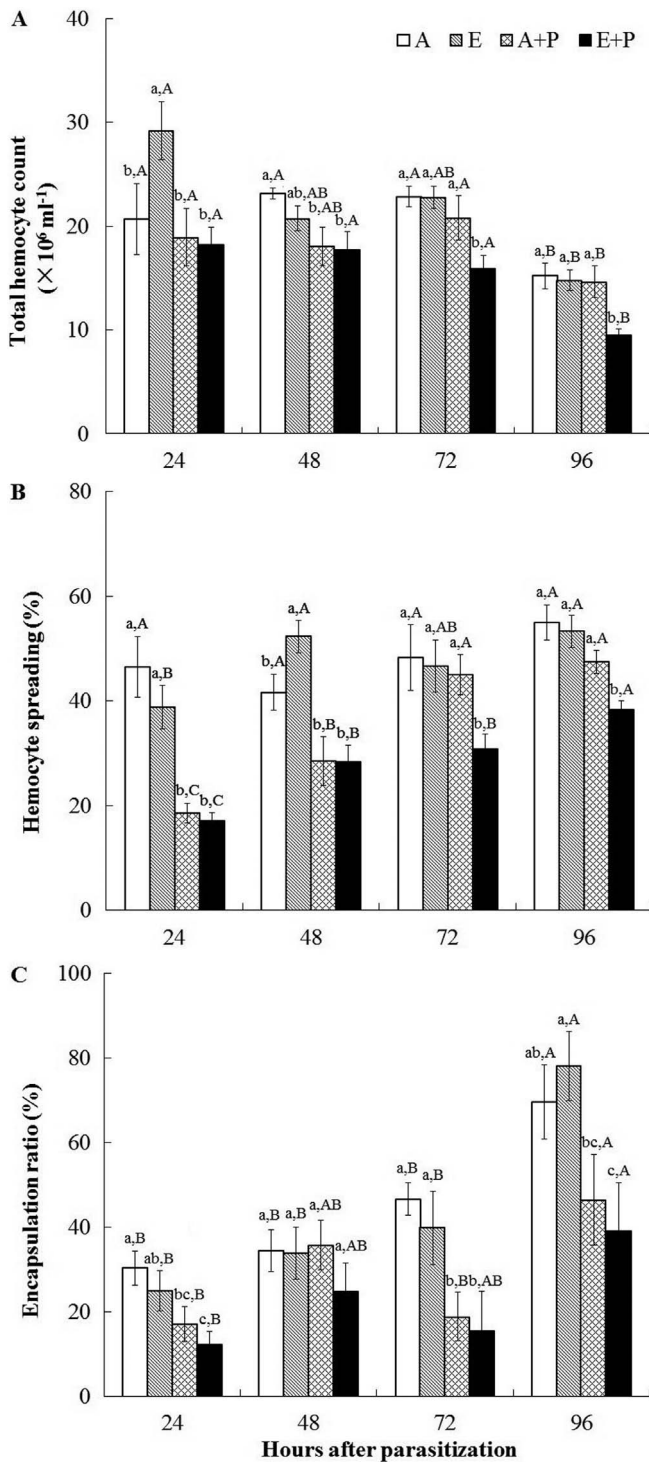 A
40
A E A+P E+P
a,A
30
b,A b,A b,A
a,A ab,AB b,AB b,A
a,A a,AB a,A b,A
a,B a,B a,B b,B
20
10
0
Total hemocyte count
(×10⁶ ml⁻¹)
24 48 72 96
B
80
60
a,A a,B b,C b,C
b,A a,A b,B b,B
a,A a,AB a,A b,B
a,A a,A a,A b,A
40
20
0
Hemocyte spreading (%)
24 48 72 96
C
100
80
a,B ab,B bc,B c,B
a,B a,B a,AB a,AB
a,B a,B b,B b,AB
ab,A a,A bc,A c,A
60
40
20
0
Encapsulation ratio (%)
24 48 72 96
Hours after parasitization